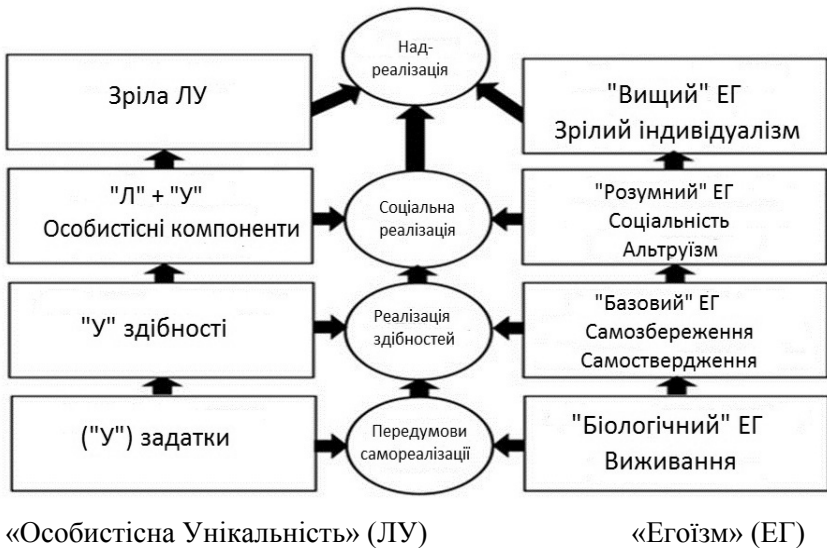 Над-
реалізація
Зріла ЛУ
"Вищий" ЕГ
Зрілий індивідуалізм
"Л" + "У"
Особистісні компоненти
Соціальна
реалізація
"Розумний" ЕГ
Соціальність
Альтруїзм
"У" здібності
Реалізація
здібностей
"Базовий" ЕГ
Самозбереження
Самоствердження
("У") задатки
Передумови
самореалізації
"Біологічний" ЕГ
Виживання
«Особистісна Унікальність» (ЛУ) «Егоїзм» (ЕГ)